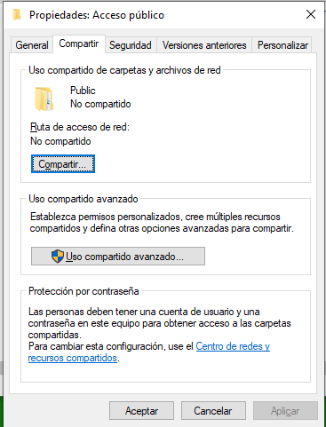 Propiedades: Acceso público
General Compartir Seguridad Versiones anteriores Personalizar
Uso compartido de carpetas y archivos de red
Public
No compartido
Ruta de acceso de red:
No compartido
Compartir...
Uso compartido avanzado
Establezca permisos personalizados, cree múltiples recursos
compartidos y defina otras opciones avanzadas para compartir.
Uso compartido avanzado...
Protección por contraseña
Las personas deben tener una cuenta de usuario y una
contraseña en este equipo para obtener acceso a las carpetas
compartidas.
Para cambiar esta configuración, use el Centro de redes y
recursos compartidos.
Aceptar Cancelar Aplicar